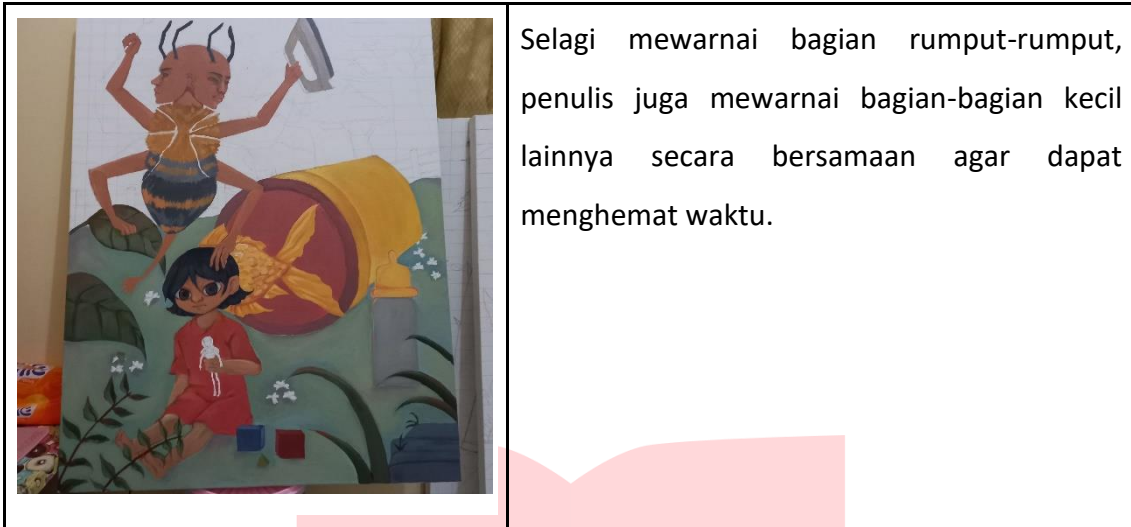 Selagi mewarnai bagian rumput-rumput,
penulis juga mewarnai bagian-bagian kecil
lainnya secara bersamaan agar dapat
menghemat waktu.